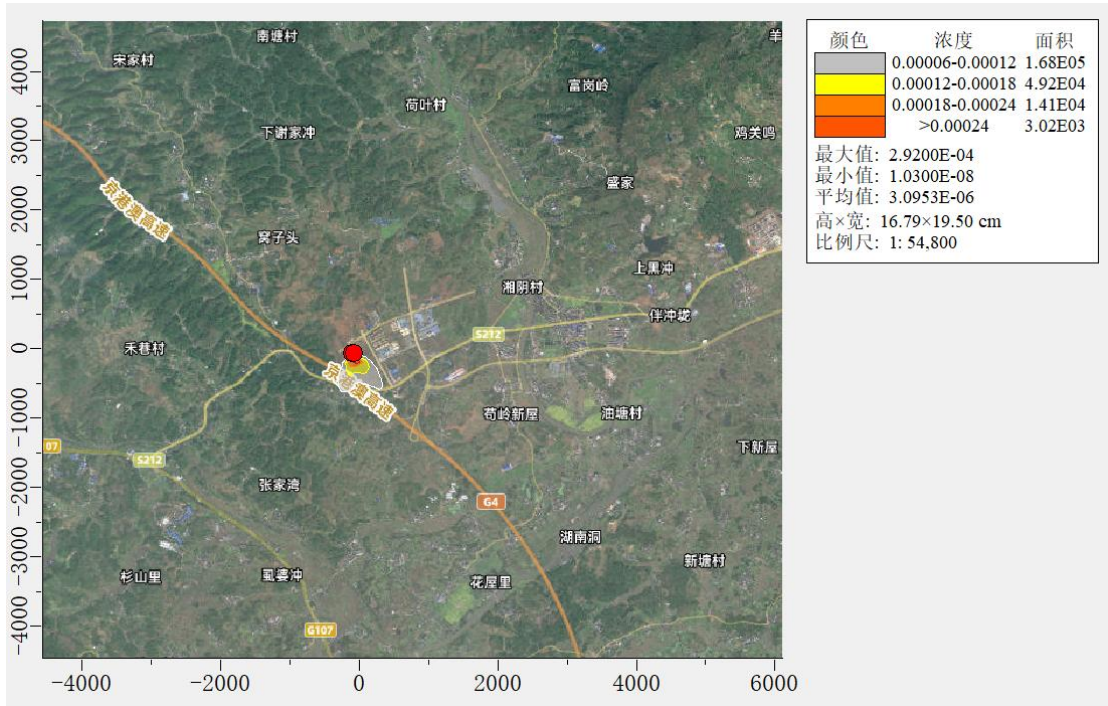 南塘村
羊
宋家村
4000
富岗岭
荷叶村
下谢家冲
鸡关鸣
3000
盛家
京港澳高速
2000
窝子头
上黑冲
1000
湘阴村
伴冲垅
S212
0
禾巷村
京港澳高速
苟岭新屋
油塘村
-1000
07
下新屋
S212
张家湾
-2000
G4
湖南洞
新塘村
-3000
杉山里
虱婆冲
花屋里
G107
-4000
-4000 -2000 0 2000 4000 6000
颜色 浓度 面积
0.00006-0.00012 1.68E05
0.00012-0.00018 4.92E04
0.00018-0.00024 1.41E04
>0.00024 3.02E03
最大值: 2.9200E-04
最小值: 1.0300E-08
平均值: 3.0953E-06
高×宽: 16.79×19.50 cm
比例尺: 1: 54,800